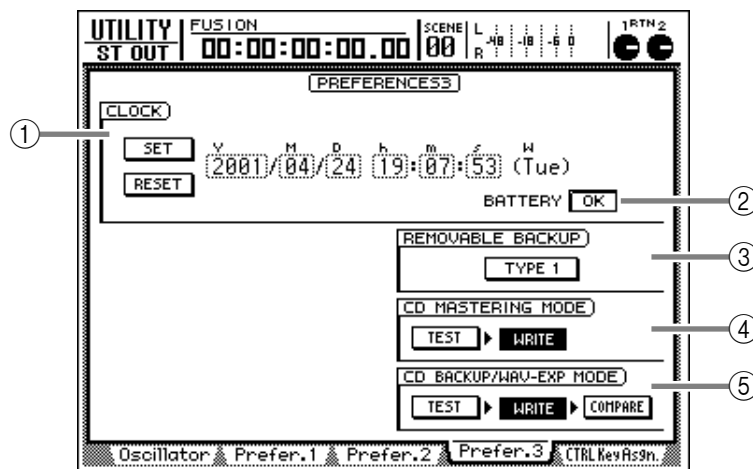 UTILITY
ST OUT
FUSION
00:00:00:00.00
SCENE
00
L
R
-48 -18 -6 0
1 RTN 2
PREFERENCES3
CLOCK
SET
RESET
Y M D h m s W
2001/04/24 19:07:53 (Tue)
BATTERY OK
REMOVABLE BACKUP
TYPE 1
CD MASTERING MODE
TEST WRITE
CD BACKUP/WAV-EXP MODE
TEST WRITE COMPARE
Oscillator Prefer.1 Prefer.2 Prefer.3 CTRL KeyAsgn.
1
2
3
4
5